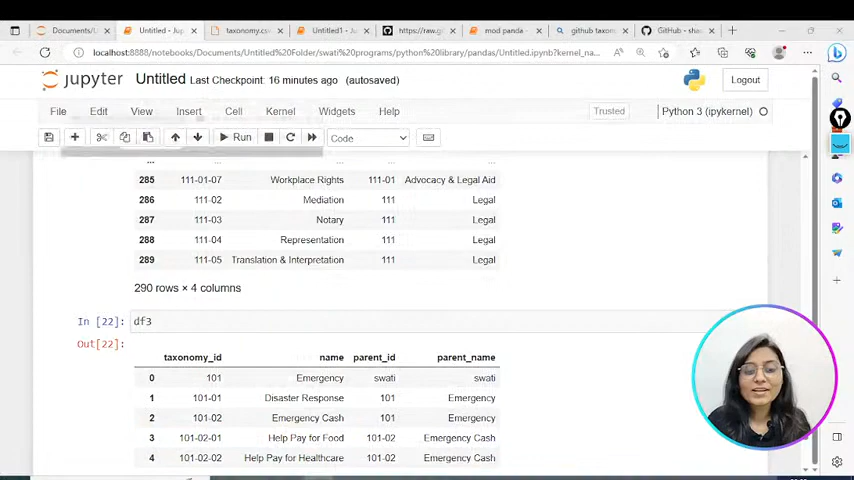 Documents/U
Untitled - Jup
taxonomy.cs
Untitled1 - Ju
https://raw.g
mod panda -
github taxon
GitHub - sha
localhost:8888/notebooks/Documents/Untitled%20Folder/swati%20programs/python%20library/pandas/Untitled.ipynb?kernel_na...
jupyter Untitled Last Checkpoint: 16 minutes ago (autosaved)
Logout
File Edit View Insert Cell Kernel Widgets Help
Trusted
Python 3 (ipykernel)
Run
Code
... ... ... ... ...
285 111-01-07 Workplace Rights 111-01 Advocacy & Legal Aid
286 111-02 Mediation 111 Legal
287 111-03 Notary 111 Legal
288 111-04 Representation 111 Legal
289 111-05 Translation & Interpretation 111 Legal
290 rows × 4 columns
In [22]: df3
Out[22]:
taxonomy_id name parent_id parent_name
0 101 Emergency swati swati
1 101-01 Disaster Response 101 Emergency
2 101-02 Emergency Cash 101 Emergency
3 101-02-01 Help Pay for Food 101-02 Emergency Cash
4 101-02-02 Help Pay for Healthcare 101-02 Emergency Cash